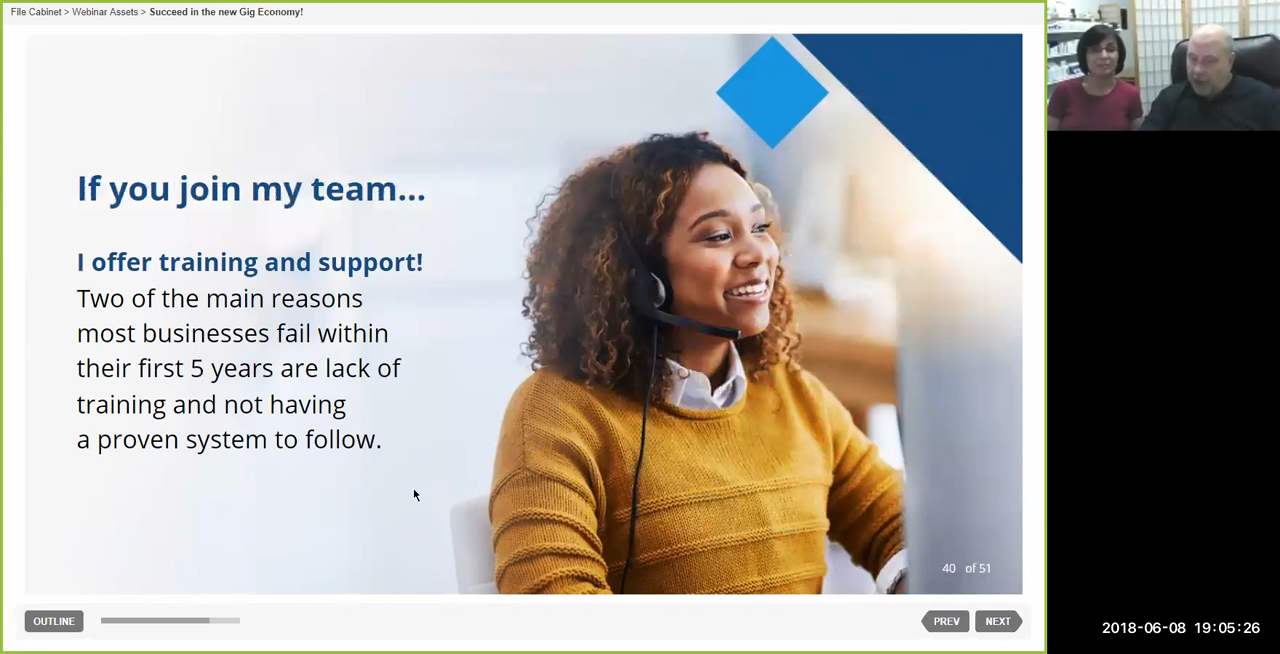 File Cabinet > Webinar Assets > Succeed in the new Gig Economy!
If you join my team...
I offer training and support!
Two of the main reasons
most businesses fail within
their first 5 years are lack of
training and not having
a proven system to follow.
40 of 51
OUTLINE
PREV
NEXT
2018-06-08 19:05:26